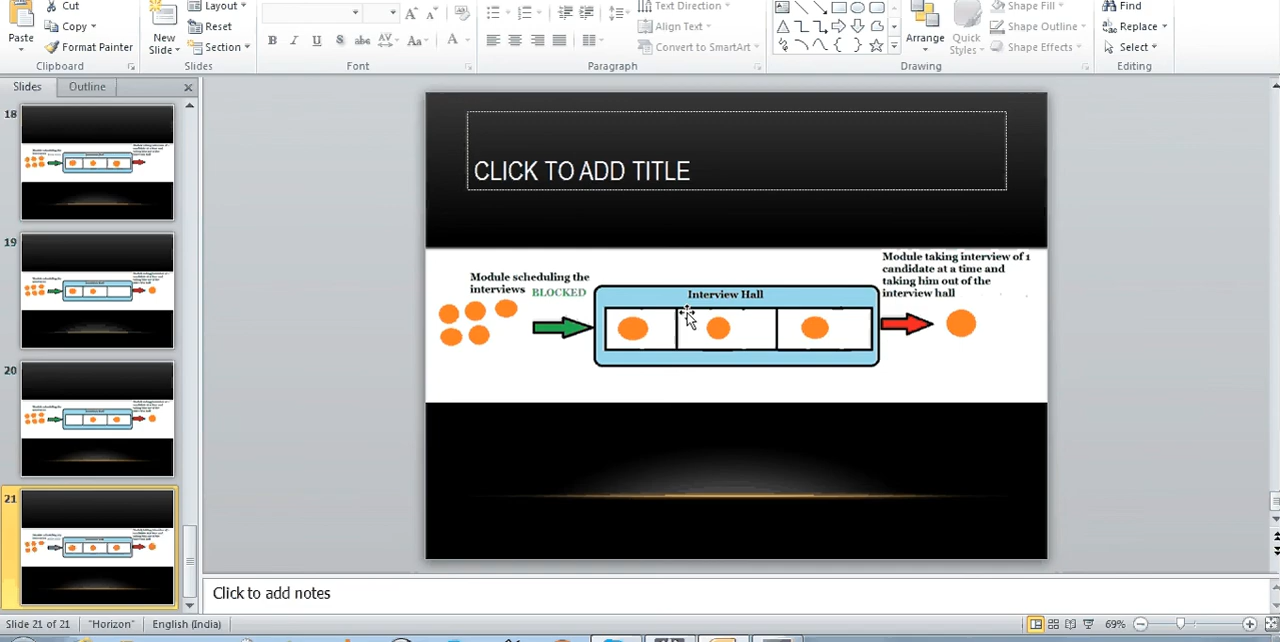 Cut
Layout
Paste
Copy
New
Slide
Reset
Format Painter
Section
B I U S abc AV Aa A
Text Direction
Align Text
Convert to SmartArt
Arrange
Quick
Styles
Shape Fill
Shape Outline
Shape Effects
Find
Replace
Select
Clipboard
Slides
Font
Paragraph
Drawing
Editing
Slides
Outline
18
19
20
21
CLICK TO ADD TITLE
Module scheduling the
interviews BLOCKED
Interview Hall
Module taking interview of 1
candidate at a time and
taking him out of the
interview hall
Click to add notes
Slide 21 of 21
"Horizon"
English (India)
69%